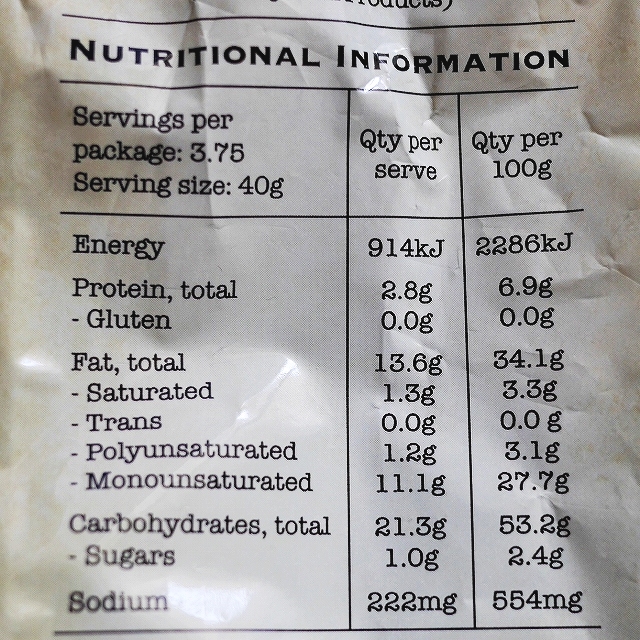 Products)
NUTRITIONAL INFORMATION
Servings per
package: 3.75
Serving size: 40g
Qty per
serve
Qty per
100g
Energy 914kJ 2286kJ
Protein, total 2.8g 6.9g
- Gluten 0.0g 0.0g
Fat, total 13.6g 34.1g
- Saturated 1.3g 3.3g
- Trans 0.0g 0.0 g
- Polyunsaturated 1.2g 3.1g
- Monounsaturated 11.1g 27.7g
Carbohydrates, total 21.3g 53.2g
- Sugars 1.0g 2.4g
Sodium 222mg 554mg